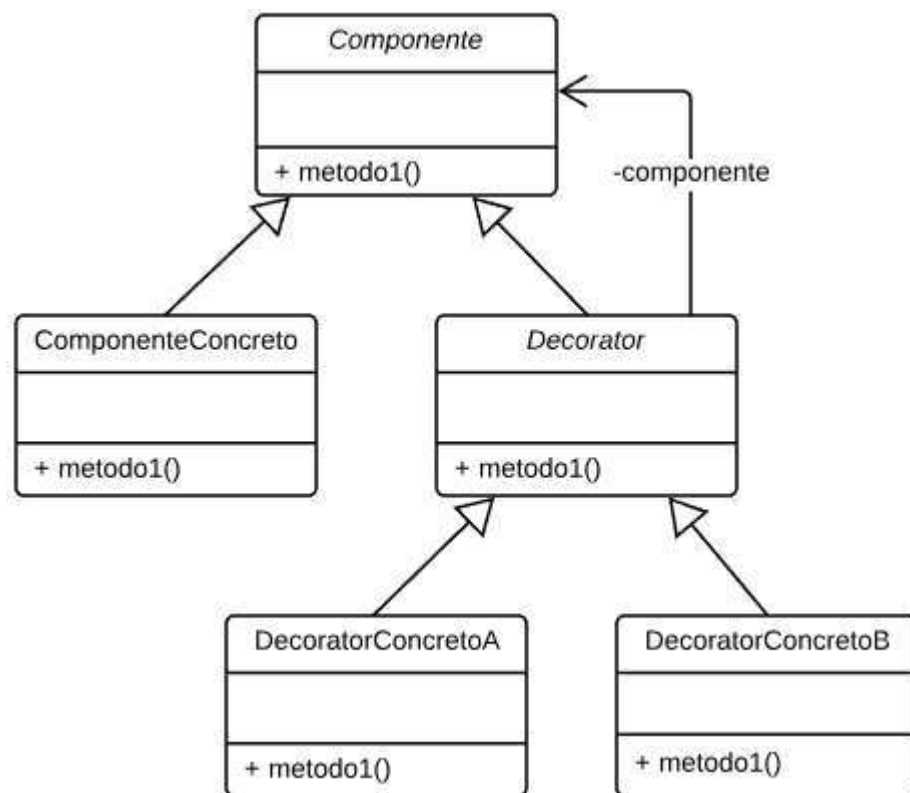 Componente
+ metodo1()
-componente
ComponenteConcreto
+ metodo1()
Decorator
+ metodo1()
DecoratorConcretoA
+ metodo1()
DecoratorConcretoB
+ metodo1()